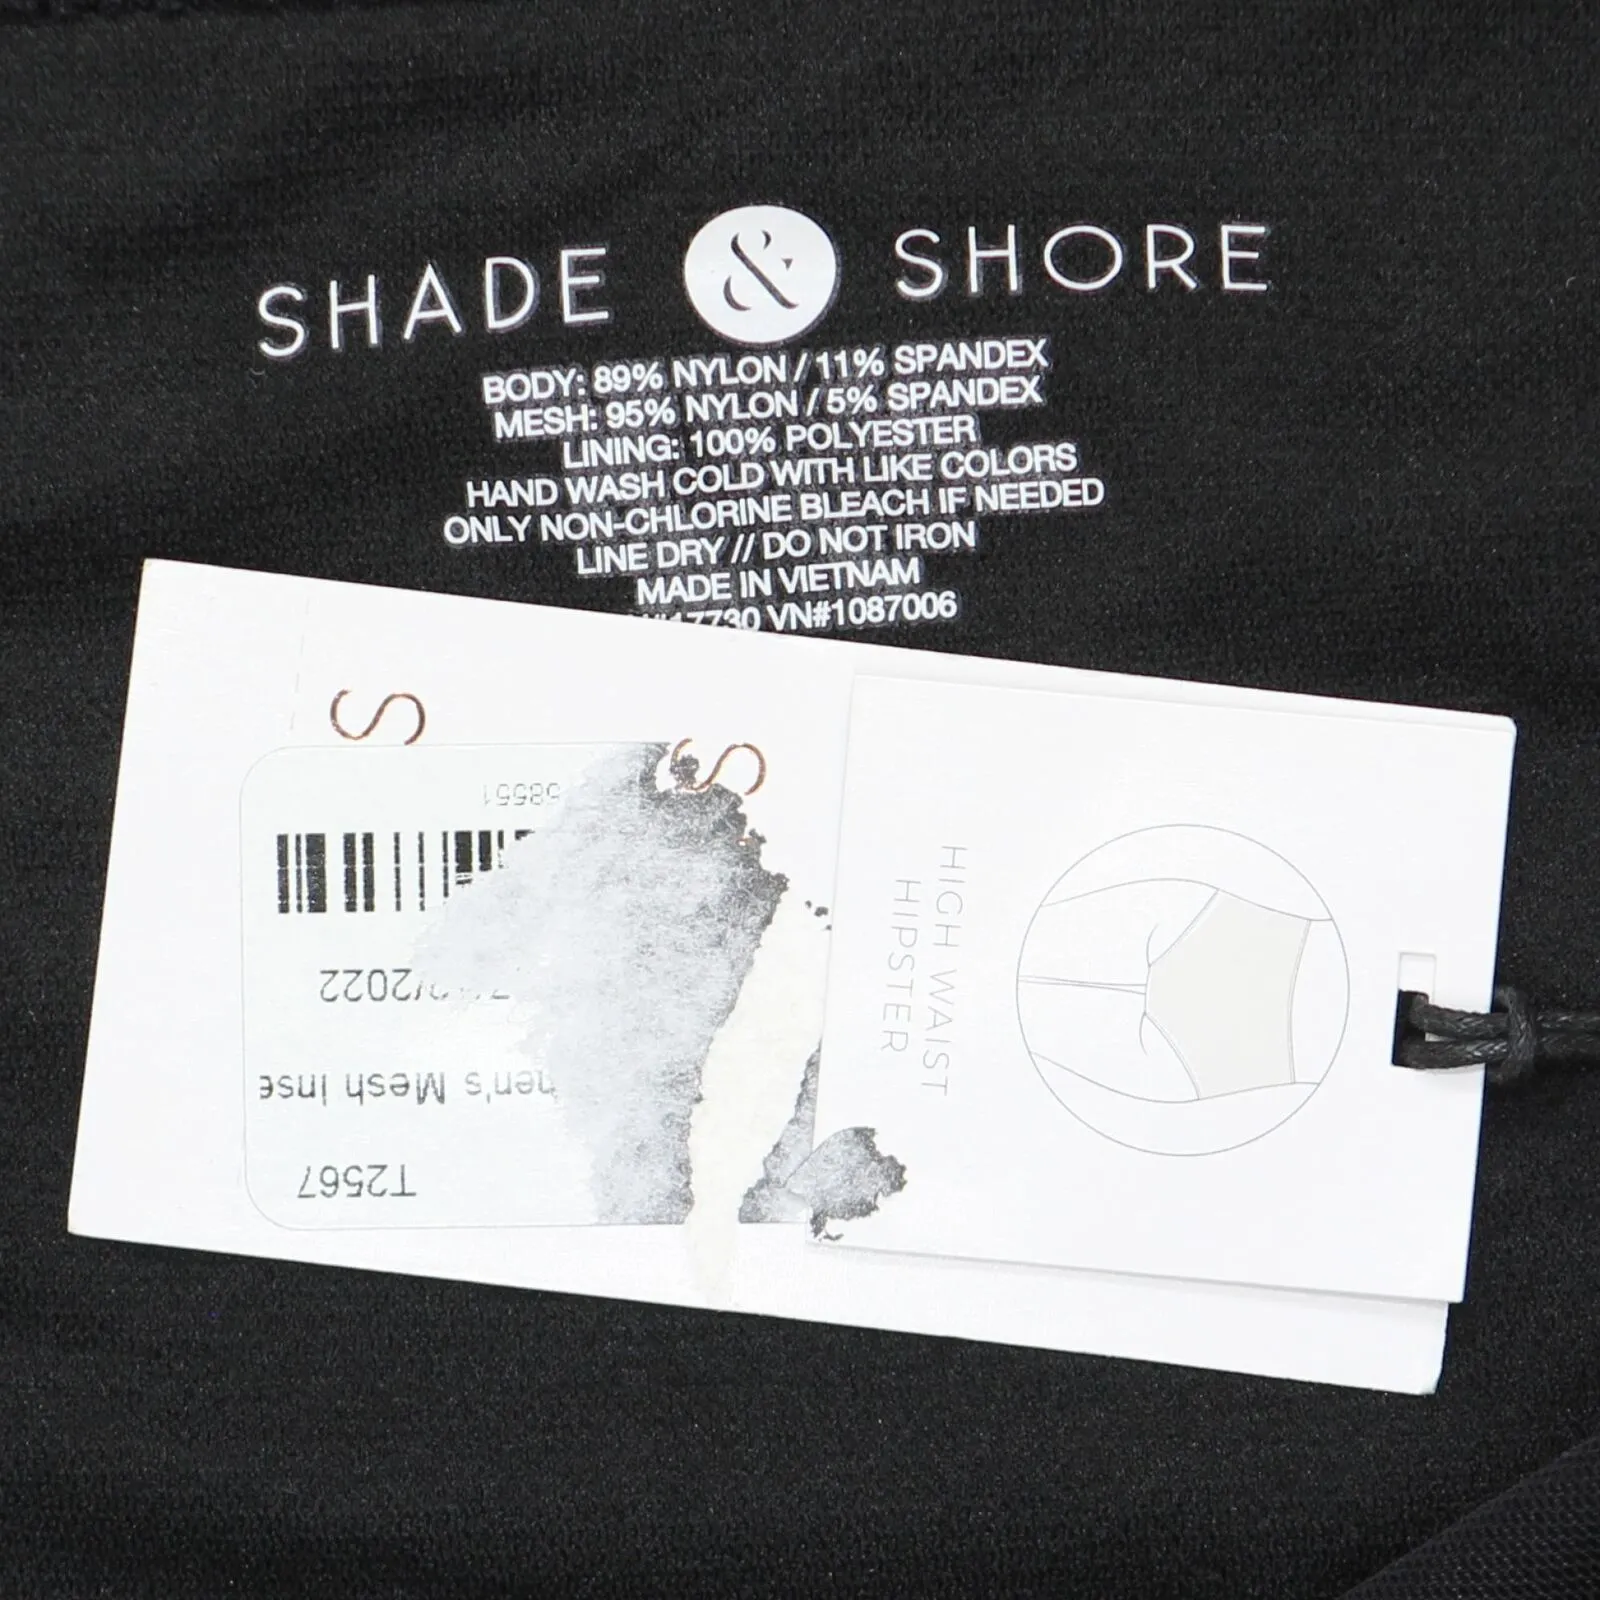 SHADE & SHORE
BODY: 89% NYLON / 11% SPANDEX
MESH: 95% NYLON / 5% SPANDEX
LINING: 100% POLYESTER
HAND WASH COLD WITH LIKE COLORS
ONLY NON-CHLORINE BLEACH IF NEEDED
LINE DRY // DO NOT IRON
MADE IN VIETNAM
VN#1087006
S
S
HIGH WAIST
HIPSTER
T2567
Mesh Inse
58551